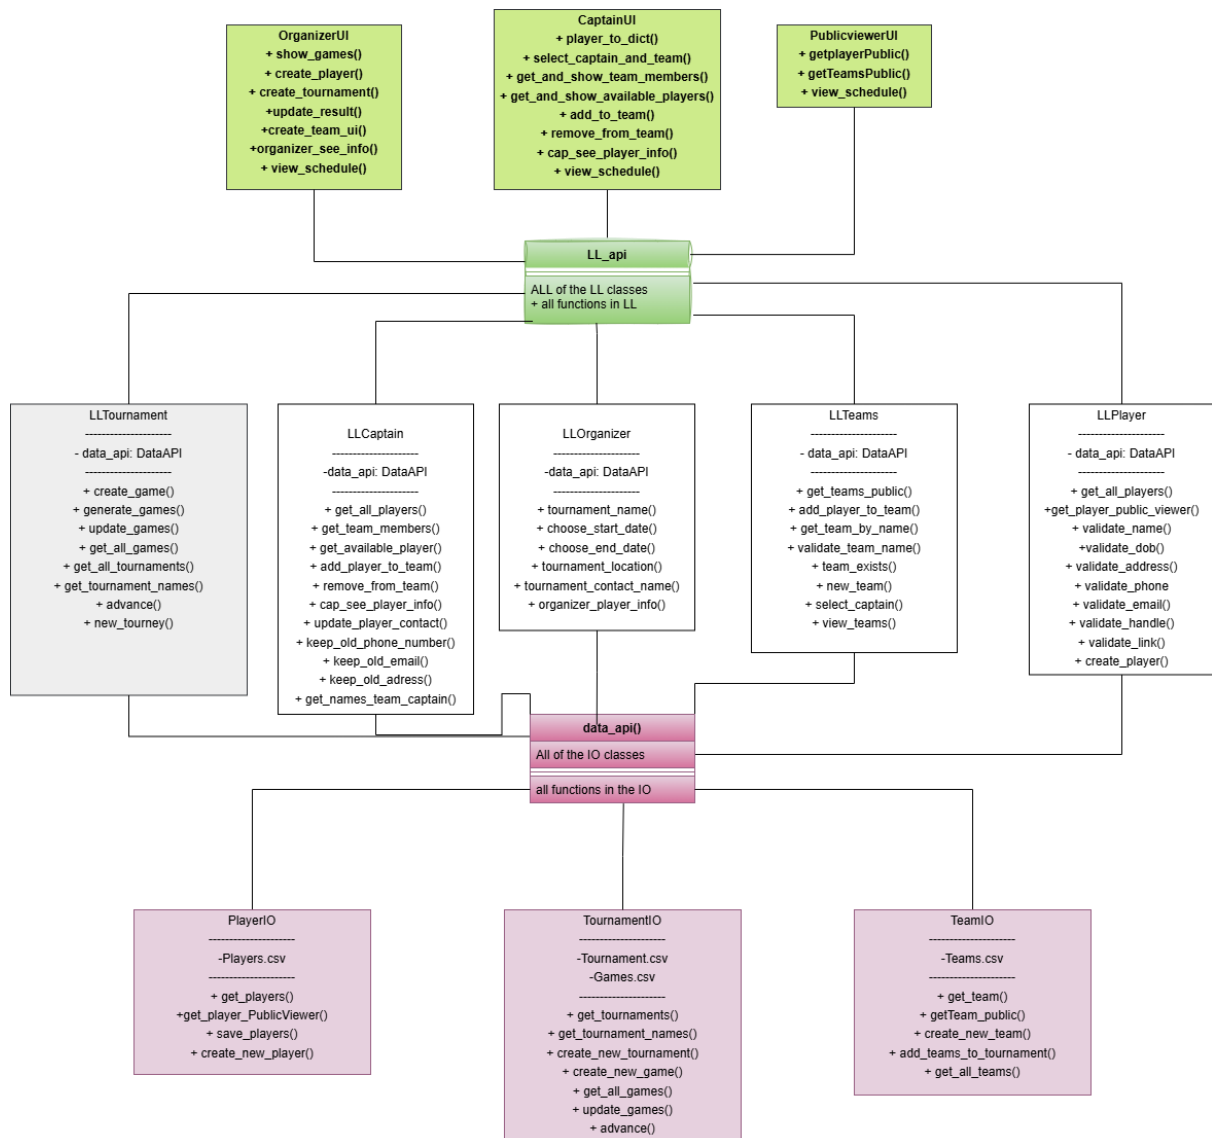 OrganizerUI
+ show_games()
+ create_player()
+ create_tournament()
+update_result()
+create_team_ui()
+organizer_see_info()
+ view_schedule()
CaptainUI
+ player_to_dict()
+ select_captain_and_team()
+ get_and_show_team_members()
+ get_and_show_available_players()
+ add_to_team()
+ remove_from_team()
+ cap_see_player_info()
+ view_schedule()
PublicviewerUI
+ getplayerPublic()
+ getTeamsPublic()
+ view_schedule()
LL_api
ALL of the LL classes
+ all functions in LL
LLTournament
---------------------
- data_api: DataAPI
---------------------
+ create_game()
+ generate_games()
+ update_games()
+ get_all_games()
+ get_all_tournaments()
+ get_tournament_names()
+ advance()
+ new_tourney()
LLCaptain
---------------------
-data_api: DataAPI
---------------------
+ get_all_players()
+ get_team_members()
+ get_available_player()
+ add_player_to_team()
+ remove_from_team()
+ cap_see_player_info()
+ update_player_contact()
+ keep_old_phone_number()
+ keep_old_email()
+ keep_old_adress()
+ get_names_team_captain()
LLOrganizer
---------------------
-data_api: DataAPI
---------------------
+ tournament_name()
+ choose_start_date()
+ choose_end_date()
+ tournament_location()
+ tournament_contact_name()
+ organizer_player_info()
LLTeams
---------------------
- data_api: DataAPI
---------------------
+ get_teams_public()
+ add_player_to_team()
+ get_team_by_name()
+ validate_team_name()
+ team_exists()
+ new_team()
+ select_captain()
+ view_teams()
LLPlayer
---------------------
- data_api: DataAPI
---------------------
+ get_all_players()
+get_player_public_viewer()
+ validate_name()
+validate_dob()
+ validate_address()
+ validate_phone
+ validate_email()
+ validate_handle()
+ validate_link()
+ create_player()
data_api()
All of the IO classes
all functions in the IO
PlayerIO
---------------------
-Players.csv
---------------------
+ get_players()
+get_player_PublicViewer()
+ save_players()
+ create_new_player()
TournamentIO
---------------------
-Tournament.csv
-Games.csv
---------------------
+ get_tournaments()
+ get_tournament_names()
+ create_new_tournament()
+ create_new_game()
+ get_all_games()
+ update_games()
+ advance()
TeamIO
---------------------
-Teams.csv
---------------------
+ get_team()
+ getTeam_public()
+ create_new_team()
+ add_teams_to_tournament()
+ get_all_teams()